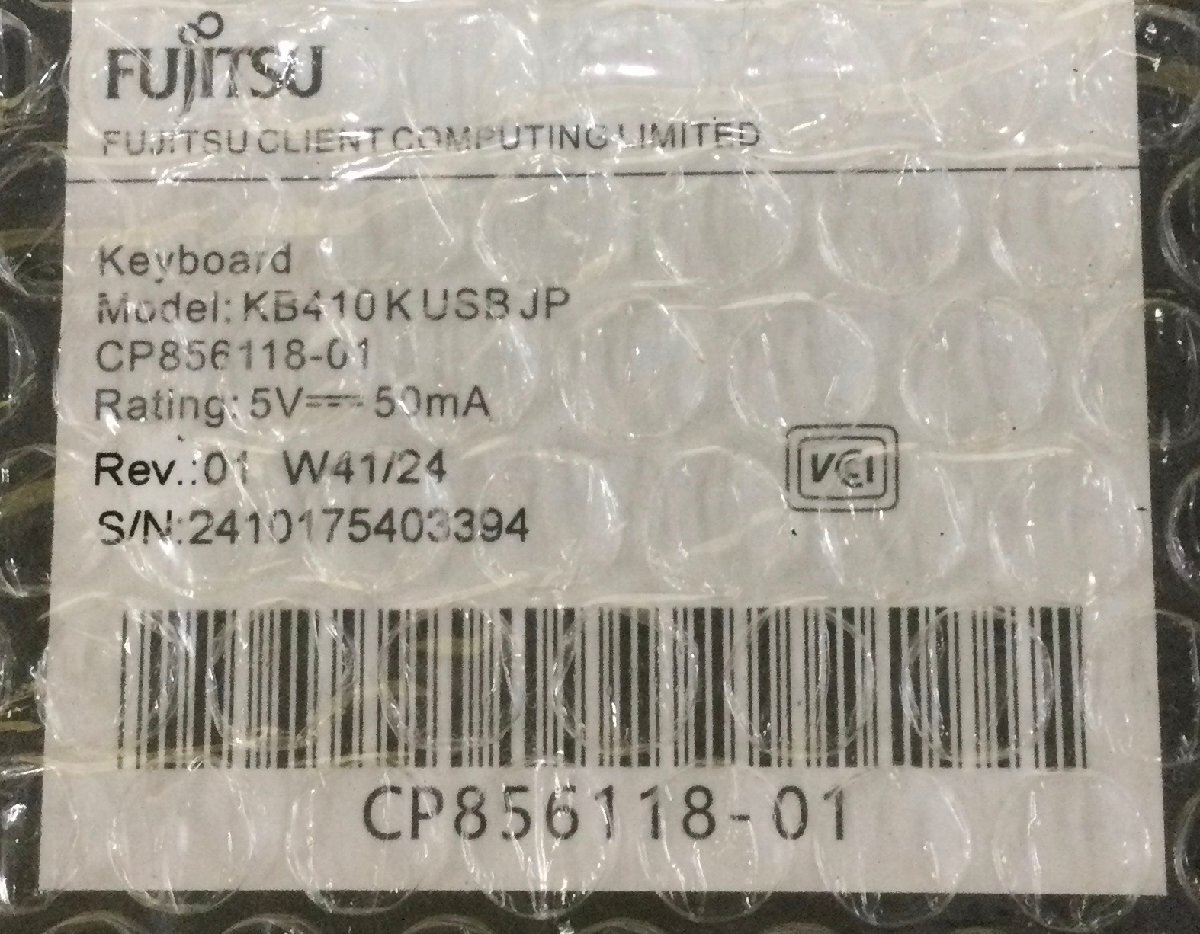 FUJITSU
FUJITSU CLIENT COMPUTING LIMITED
Keyboard
Model: KB410 K USB JP
CP856118-01
Rating: 5V⎓50mA
Rev.:01 W41/24
S/N:2410175403394
VCI
CP856118-01